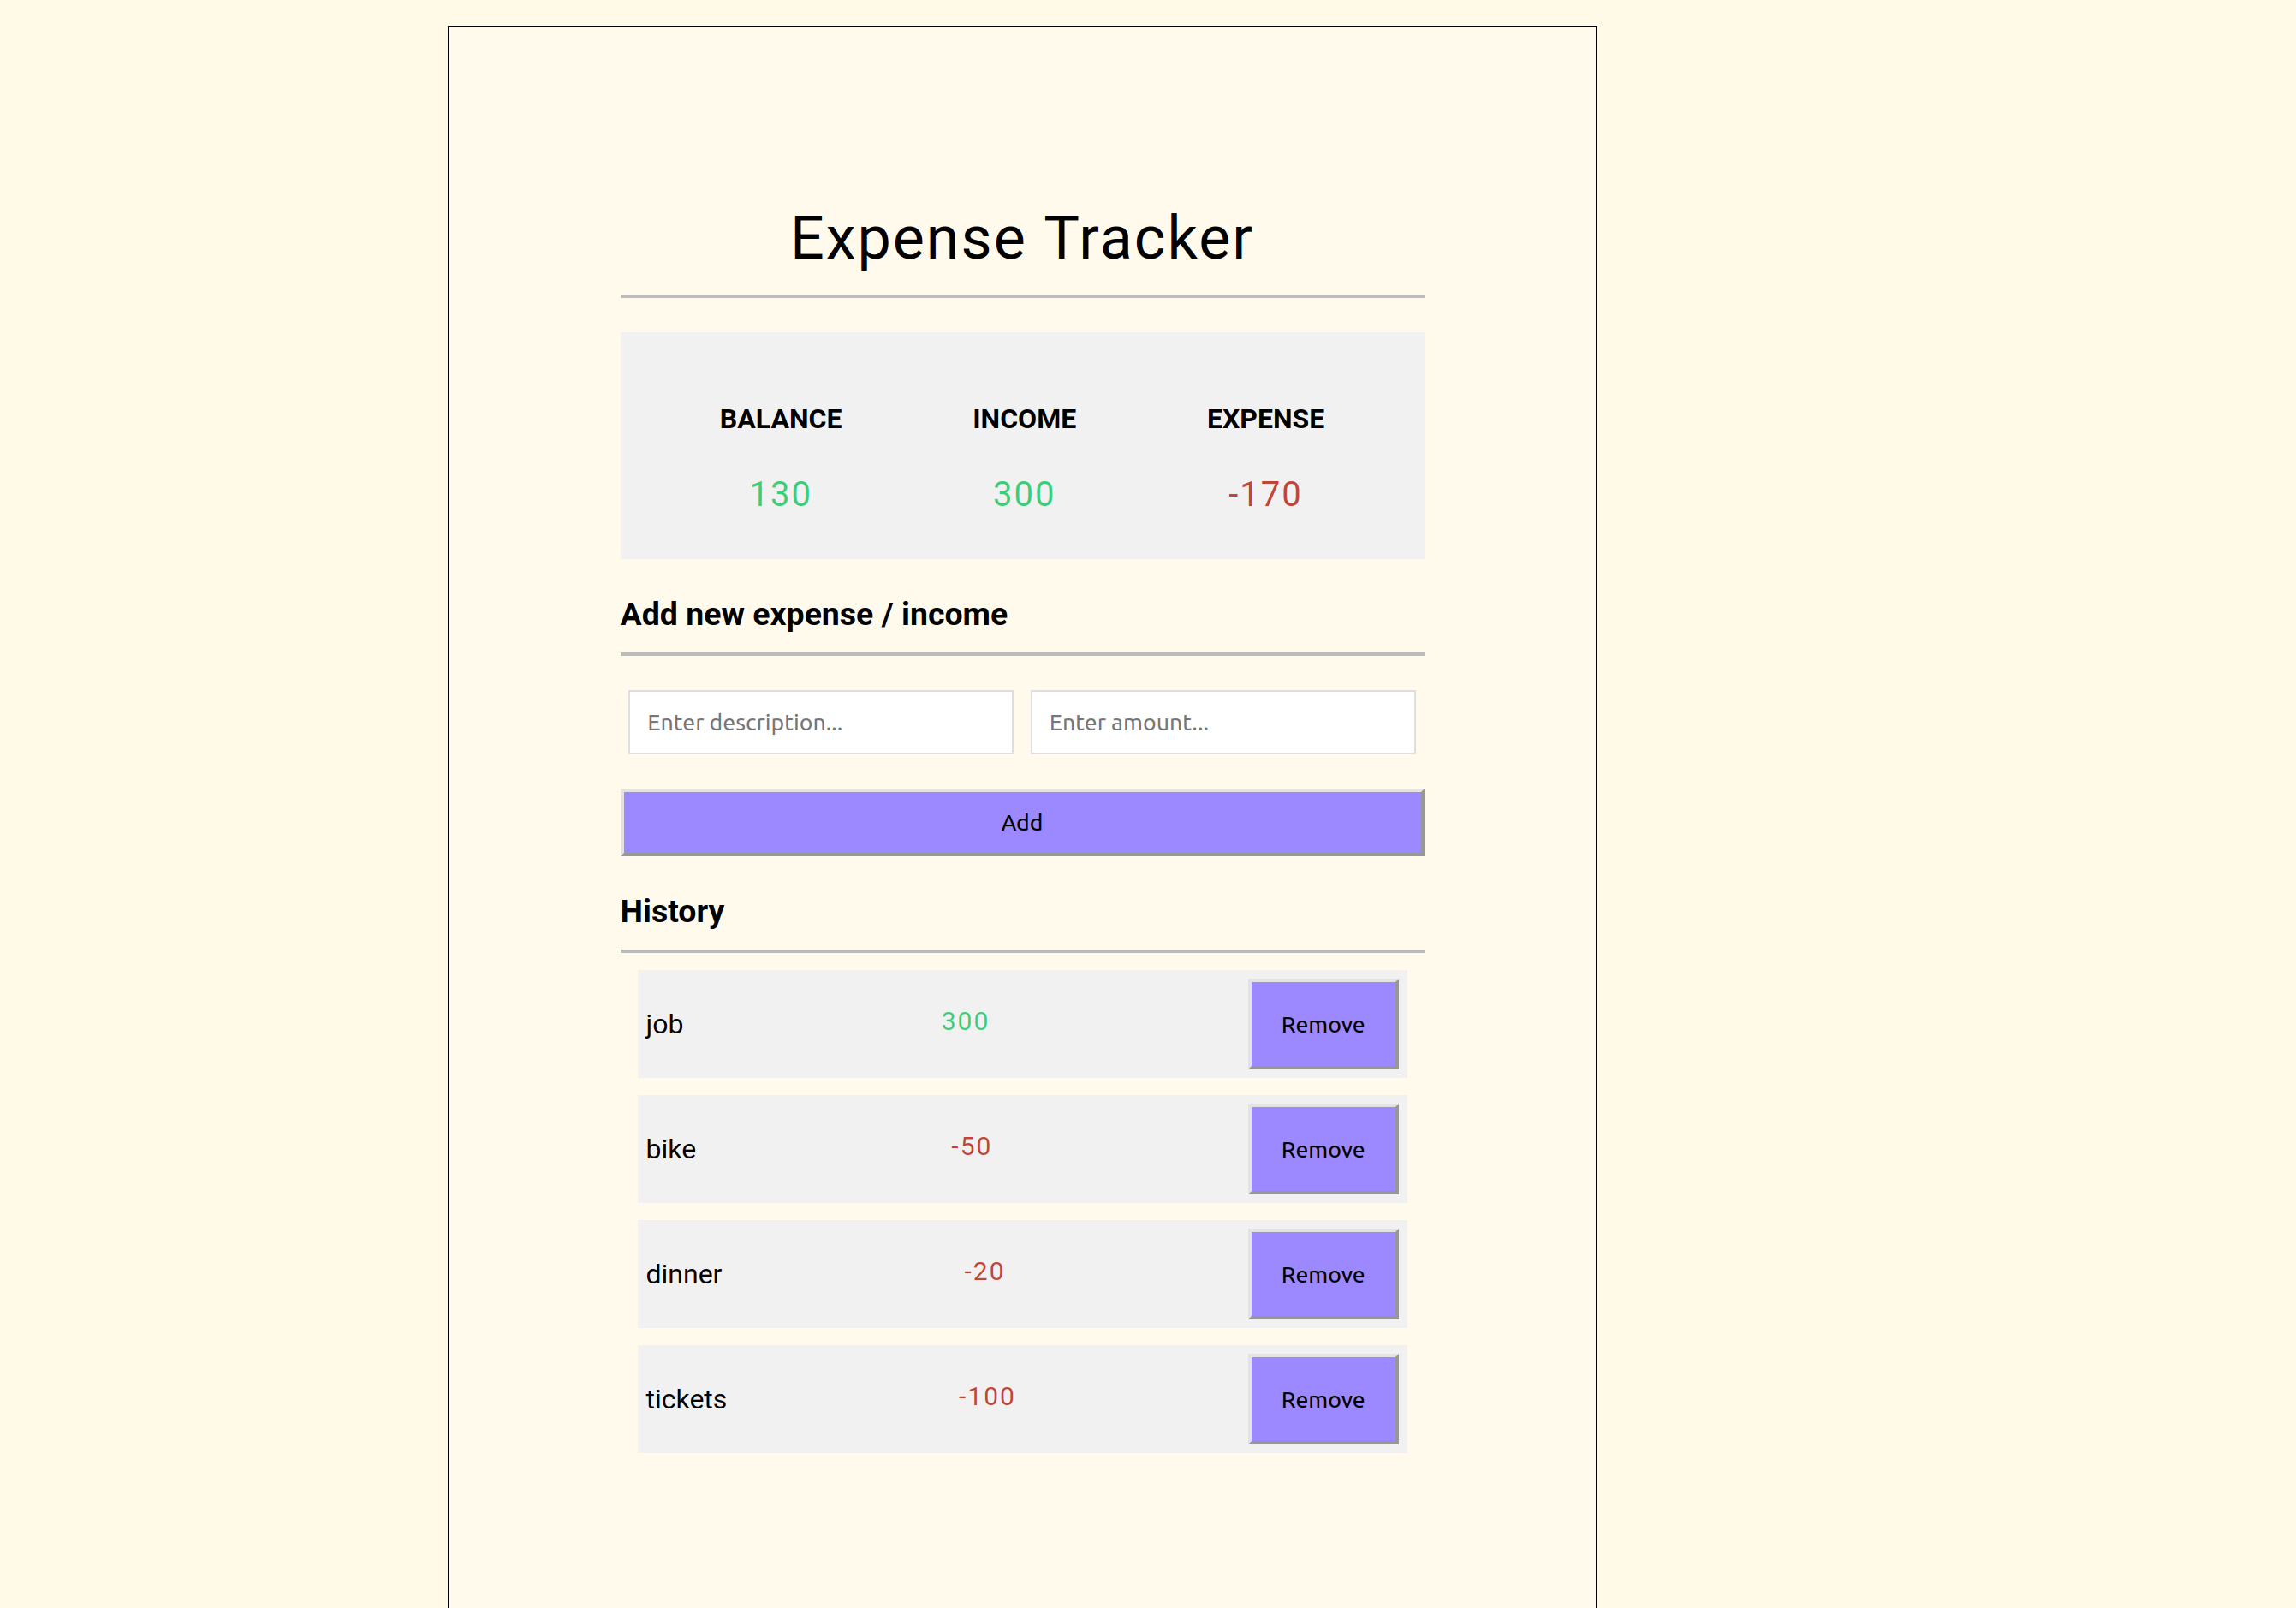 Expense Tracker
BALANCE INCOME EXPENSE
130 300 -170
Add new expense / income
Enter description... Enter amount...
Add
History
job 300 Remove
bike -50 Remove
dinner -20 Remove
tickets -100 Remove